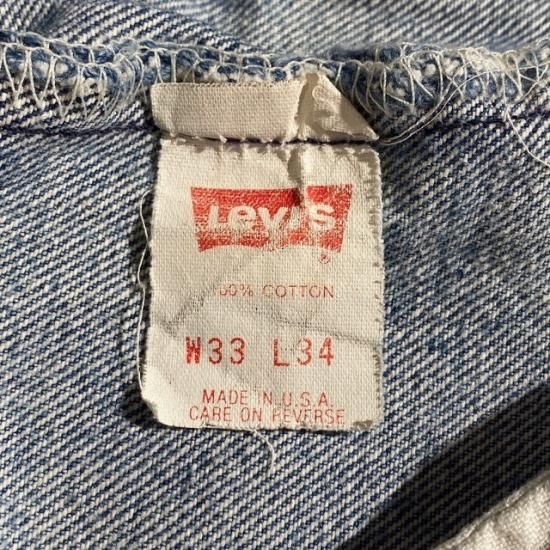 Levi's
®
100% COTTON
W33 L34
MADE IN U.S.A.
CARE ON REVERSE